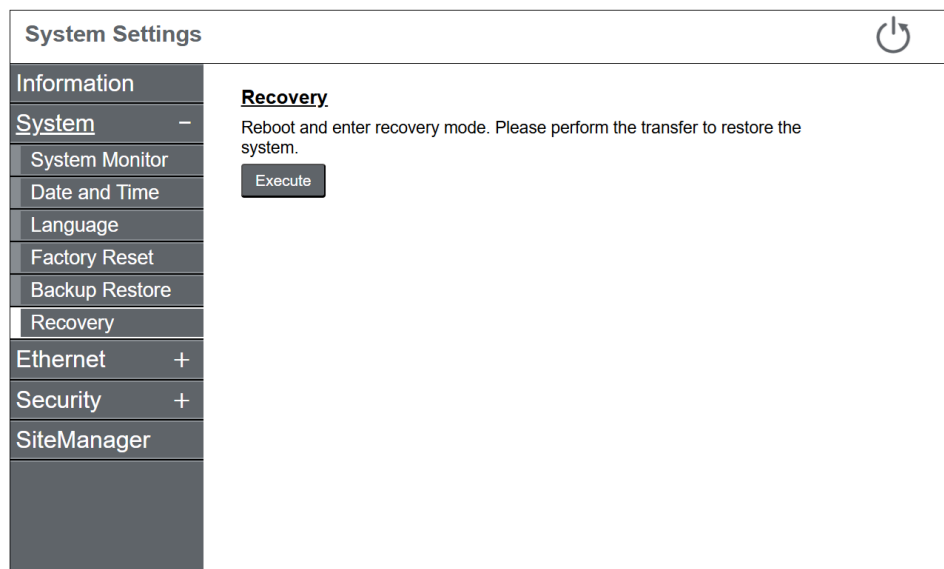 System Settings
Information
System −
System Monitor
Date and Time
Language
Factory Reset
Backup Restore
Recovery
Ethernet +
Security +
SiteManager
Recovery
Reboot and enter recovery mode. Please perform the transfer to restore the
system.
Execute